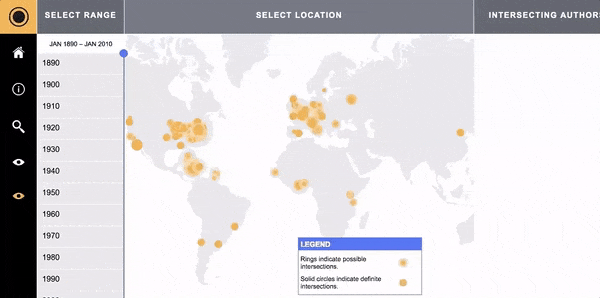 SELECT RANGE
SELECT LOCATION
INTERSECTING AUTHORS
JAN 1890 – JAN 2010
1890
1900
1910
1920
1930
1940
1950
1960
1970
1980
1990
LEGEND
Rings indicate possible
intersections.
Solid circles indicate definite
intersections.